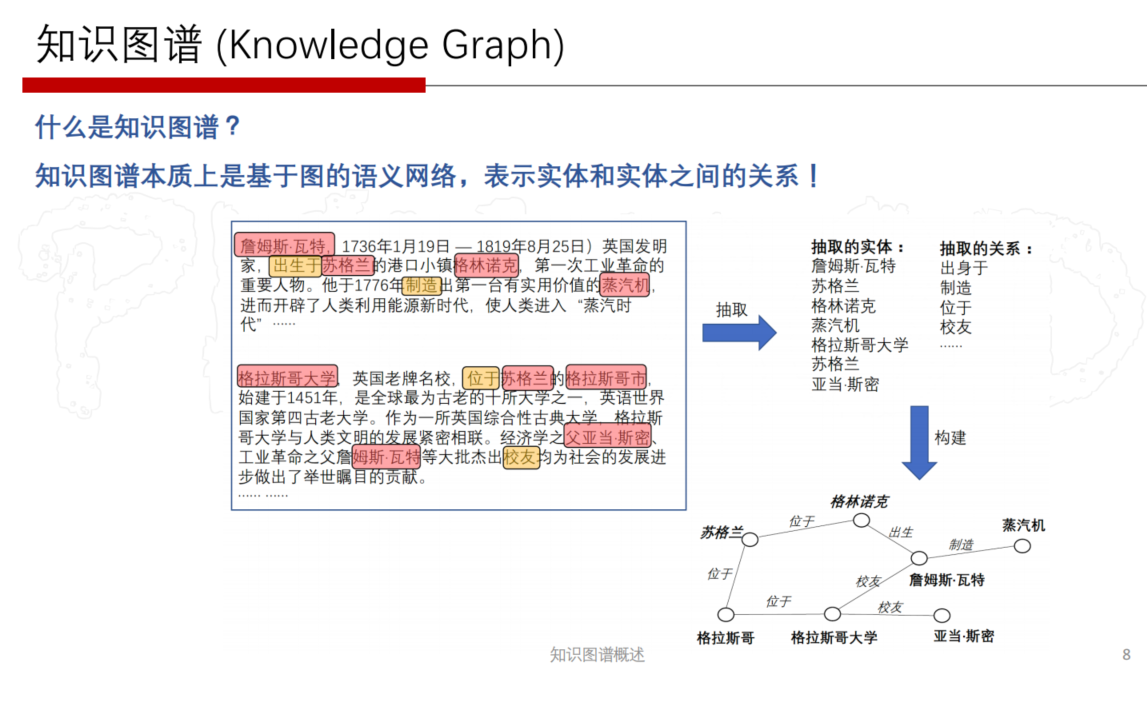 知识图谱 (Knowledge Graph)
什么是知识图谱？
知识图谱本质上是基于图的语义网络，表示实体和实体之间的关系！
詹姆斯·瓦特，1736年1月19日 — 1819年8月25日）英国发明
家，出生于苏格兰的港口小镇格林诺克，第一次工业革命的
重要人物。他于1776年制造出第一台有实用价值的蒸汽机，
进而开辟了人类利用能源新时代，使人类进入“蒸汽时
代”……
格拉斯哥大学，英国老牌名校，位于苏格兰的格拉斯哥市，
始建于1451年，是全球最为古老的十所大学之一，英语世界
国家第四古老大学。作为一所英国综合性古典大学，格拉斯
哥大学与人类文明的发展紧密相联。经济学之父亚当·斯密、
工业革命之父詹姆斯·瓦特等大批杰出校友均为社会的发展进
步做出了举世瞩目的贡献。
…… ……
抽取
抽取的实体：
詹姆斯·瓦特
苏格兰
格林诺克
蒸汽机
格拉斯哥大学
苏格兰
亚当·斯密
抽取的关系：
出身于
制造
位于
校友
……
构建
格林诺克
苏格兰
位于
出生
制造
蒸汽机
位于
校友
詹姆斯·瓦特
位于
校友
格拉斯哥
格拉斯哥大学
亚当·斯密
知识图谱概述
8